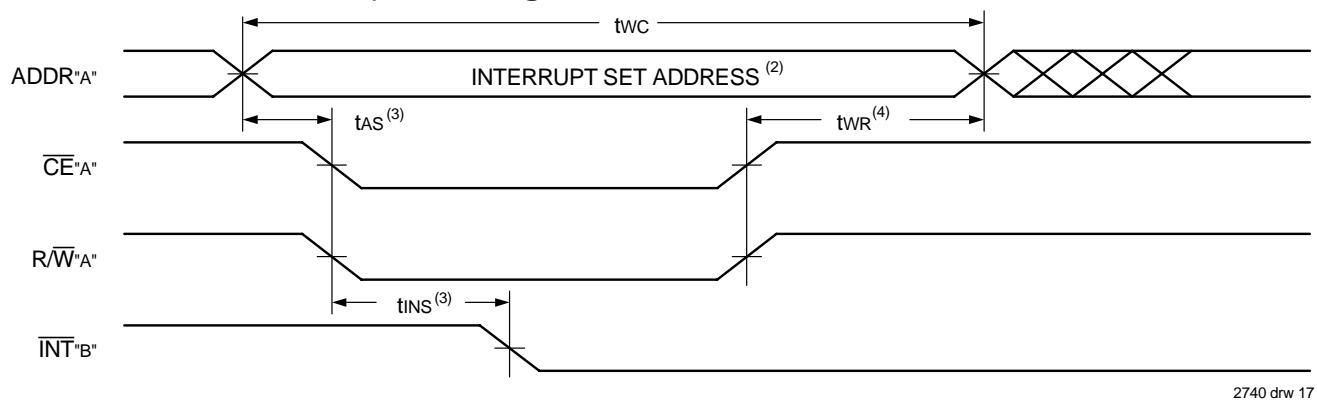 tWC
ADDR"A"
INTERRUPT SET ADDRESS (2)
tAS(3)
tWR(4)
CE"A"
R/W"A"
tINS(3)
INT"B"
2740 drw 17